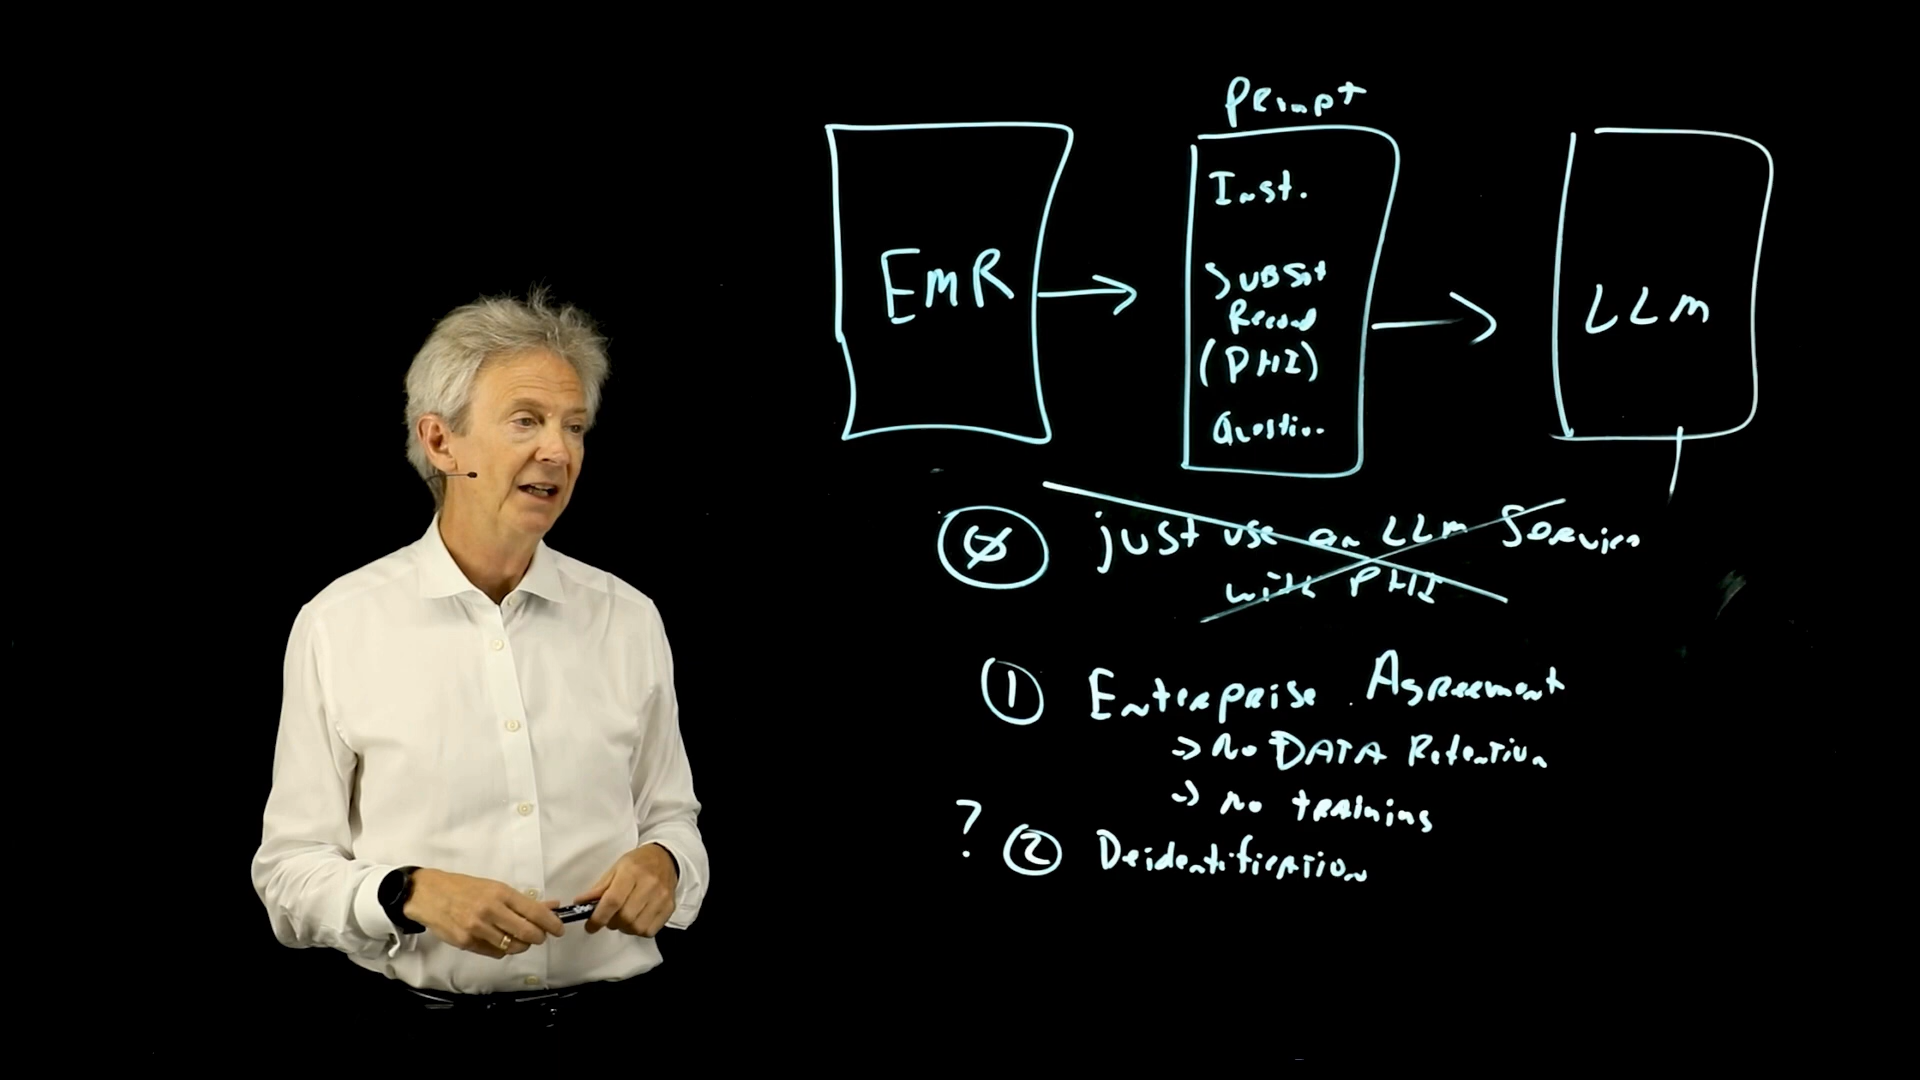 Prompt
EMR
Inst.
Subset
Record
(PHI)
Question
LLM
0 just use an LLM Service
with PHI
1 Enterprise Agreement
→ No DATA Retention
→ no training
? 2 Deidentification